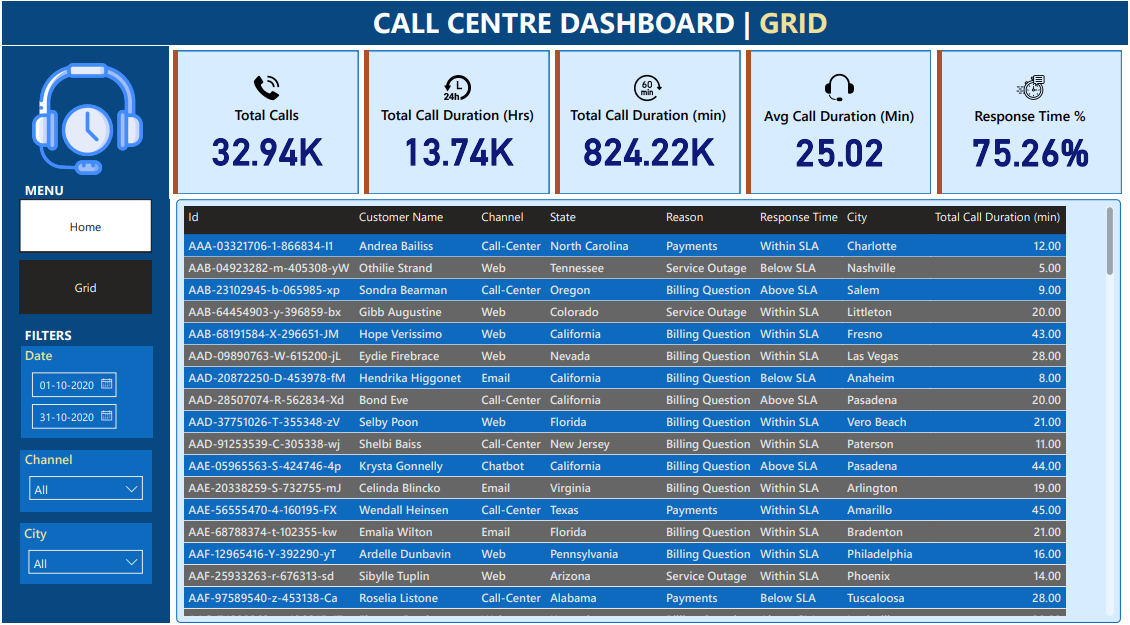 CALL CENTRE DASHBOARD | GRID
Total Calls
32.94K
24h
Total Call Duration (Hrs)
13.74K
60
min
Total Call Duration (min)
824.22K
Avg Call Duration (Min)
25.02
Response Time %
75.26%
MENU
Home
Grid
FILTERS
Date
01-10-2020
31-10-2020
Channel
All
City
All
Id Customer Name Channel State Reason Response Time City Total Call Duration (min)
AAA-03321706-1-866834-I1 Andrea Bailiss Call-Center North Carolina Payments Within SLA Charlotte 12.00
AAB-04923282-m-405308-yW Othilie Strand Web Tennessee Service Outage Below SLA Nashville 5.00
AAB-23102945-b-065985-xp Sondra Bearman Call-Center Oregon Billing Question Above SLA Salem 9.00
AAB-64454903-y-396859-bx Gibb Augustine Web Colorado Service Outage Within SLA Littleton 20.00
AAB-68191584-X-296651-JM Hope Verissimo Web California Billing Question Within SLA Fresno 43.00
AAD-09890763-W-615200-jL Eydie Firebrace Web Nevada Billing Question Within SLA Las Vegas 28.00
AAD-20872250-D-453978-fM Hendrika Higgonet Email California Billing Question Below SLA Anaheim 8.00
AAD-28507074-R-562834-Xd Bond Eve Call-Center California Billing Question Above SLA Pasadena 20.00
AAD-37751026-T-355348-zV Selby Poon Web Florida Billing Question Within SLA Vero Beach 21.00
AAD-91253539-C-305338-wj Shelbi Baiss Call-Center New Jersey Billing Question Within SLA Paterson 11.00
AAE-05965563-S-424746-4p Krysta Gonnelly Chatbot California Billing Question Above SLA Pasadena 44.00
AAE-20338259-S-732755-mJ Celinda Blincko Email Virginia Billing Question Within SLA Arlington 19.00
AAE-56555470-4-160195-FX Wendall Heinsen Call-Center Texas Payments Within SLA Amarillo 45.00
AAE-68788374-t-102355-kw Emalia Wilton Email Florida Billing Question Within SLA Bradenton 21.00
AAF-12965416-Y-392290-yT Ardelle Dunbavin Web Pennsylvania Billing Question Within SLA Philadelphia 16.00
AAF-25933263-r-676313-sd Sibylle Tuplin Web Arizona Service Outage Within SLA Phoenix 14.00
AAF-97589540-z-453138-Ca Roselia Listone Call-Center Alabama Payments Below SLA Tuscaloosa 28.00